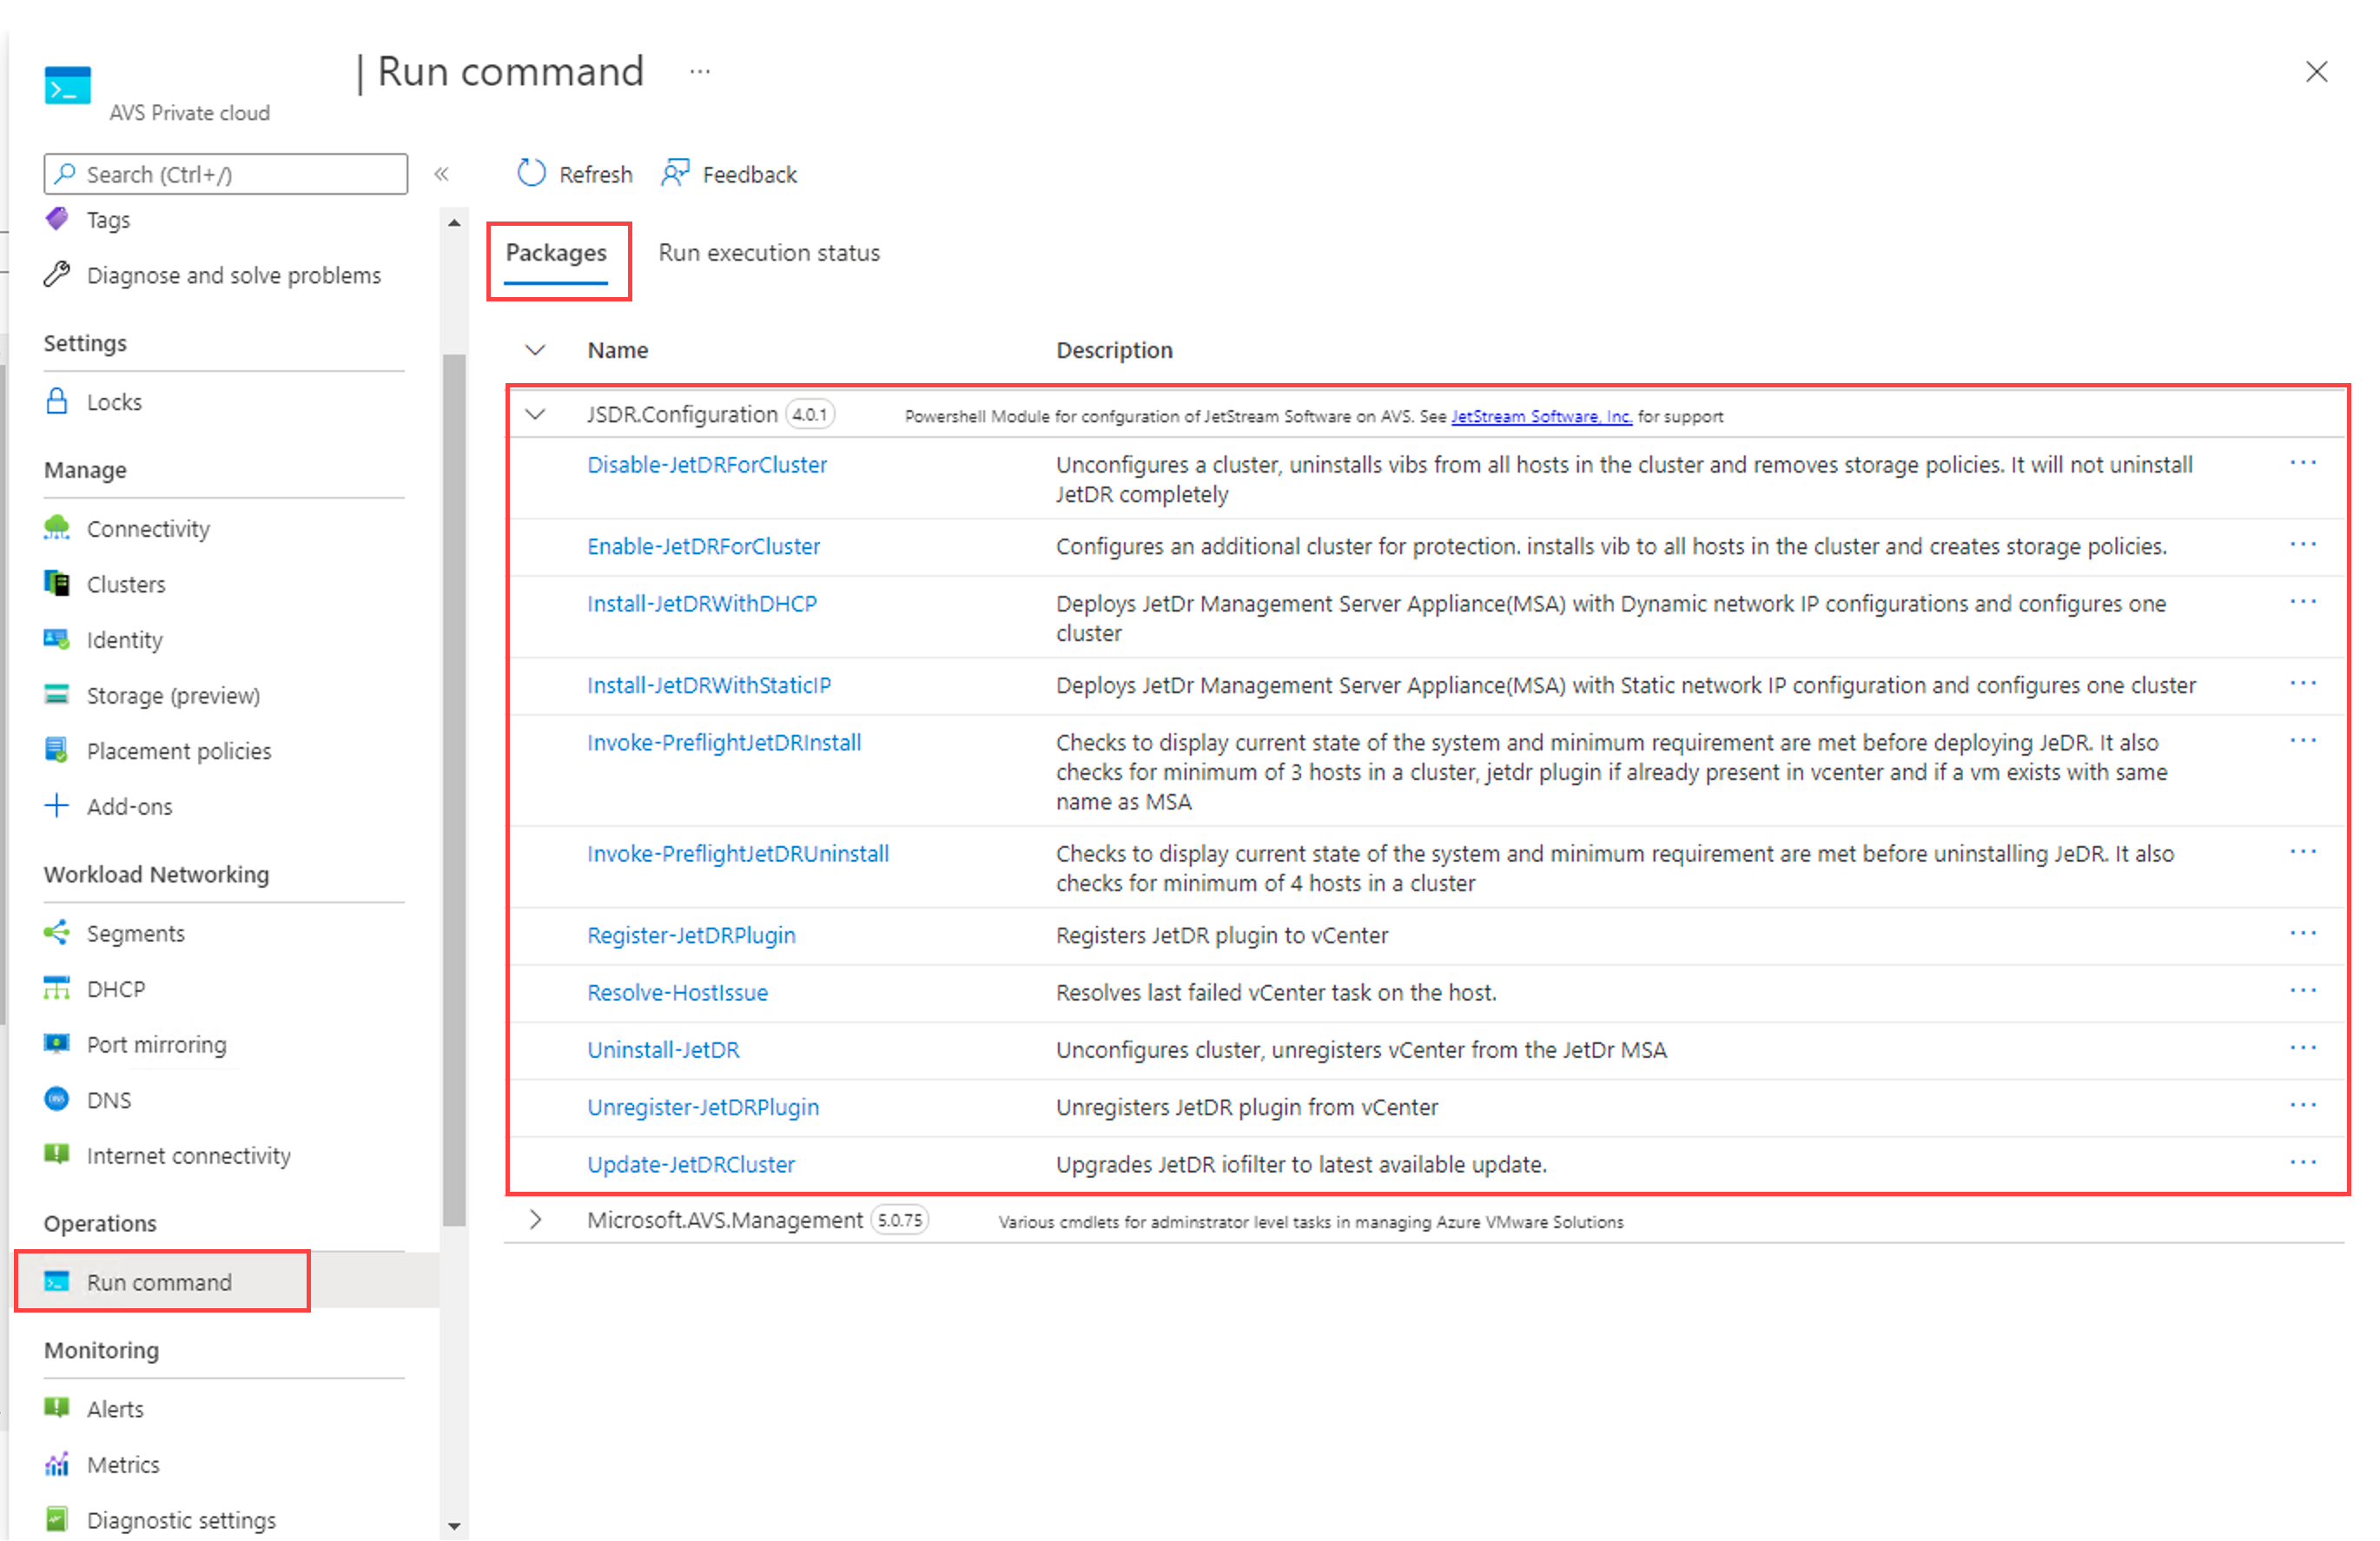 | Run command ...
AVS Private cloud
Search (Ctrl+/)
«
Refresh
Feedback
Tags
Diagnose and solve problems
Settings
Locks
Manage
Connectivity
Clusters
Identity
Storage (preview)
Placement policies
Add-ons
Workload Networking
Segments
DHCP
Port mirroring
DNS
Internet connectivity
Operations
Run command
Monitoring
Alerts
Metrics
Diagnostic settings
Packages
Run execution status
Name
Description
JSDR.Configuration 4.0.1
Powershell Module for confguration of JetStream Software on AVS. See JetStream Software, Inc. for support
Disable-JetDRForCluster
Unconfigures a cluster, uninstalls vibs from all hosts in the cluster and removes storage policies. It will not uninstall
JetDR completely
Enable-JetDRForCluster
Configures an additional cluster for protection. installs vib to all hosts in the cluster and creates storage policies.
Install-JetDRWithDHCP
Deploys JetDr Management Server Appliance(MSA) with Dynamic network IP configurations and configures one
cluster
Install-JetDRWithStaticIP
Deploys JetDr Management Server Appliance(MSA) with Static network IP configuration and configures one cluster
Invoke-PreflightJetDRInstall
Checks to display current state of the system and minimum requirement are met before deploying JeDR. It also
checks for minimum of 3 hosts in a cluster, jetdr plugin if already present in vcenter and if a vm exists with same
name as MSA
Invoke-PreflightJetDRUninstall
Checks to display current state of the system and minimum requirement are met before uninstalling JeDR. It also
checks for minimum of 4 hosts in a cluster
Register-JetDRPlugin
Registers JetDR plugin to vCenter
Resolve-HostIssue
Resolves last failed vCenter task on the host.
Uninstall-JetDR
Unconfigures cluster, unregisters vCenter from the JetDr MSA
Unregister-JetDRPlugin
Unregisters JetDR plugin from vCenter
Update-JetDRCluster
Upgrades JetDR iofilter to latest available update.
Microsoft.AVS.Management 5.0.75
Various cmdlets for adminstrator level tasks in managing Azure VMware Solutions